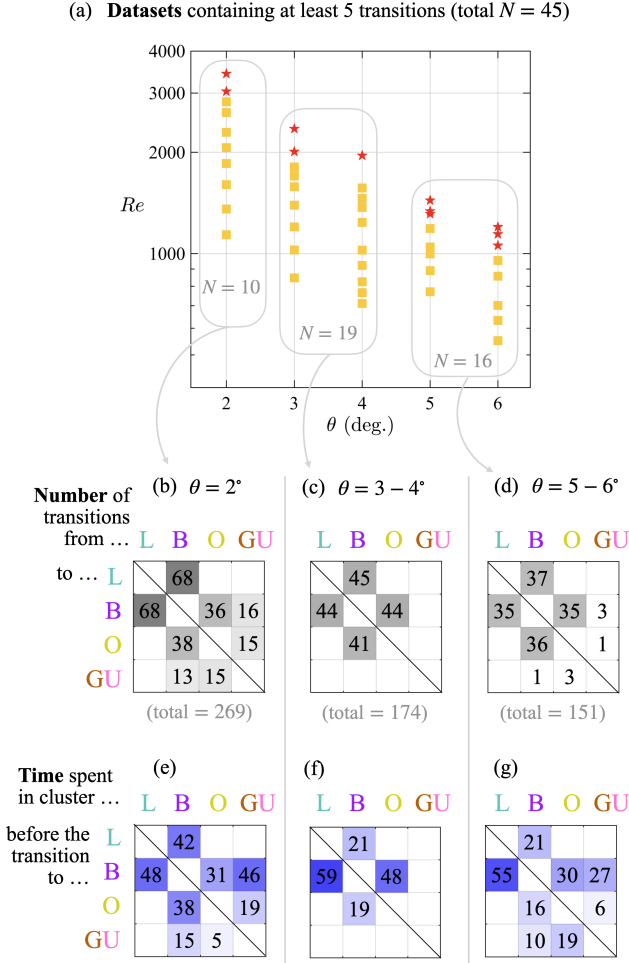 (a) Datasets containing at least 5 transitions (total N = 45)
4000
3000
2000
Re
1000
N = 10
N = 19
N = 16
2 3 4 5 6
θ (deg.)
(b) θ = 2° (c) θ = 3 − 4° (d) θ = 5 − 6°
Number of
transitions
from … L B O GU L B O GU L B O GU
to … L 68 45 37
B 68 36 16 44 44 35 35 3
O 38 15 41 36 1
GU 13 15 1 3
(total = 269) (total = 174) (total = 151)
(e) (f) (g)
Time spent
in cluster … L B O GU L B O GU L B O GU
before the
transition
to …
L 42 21 21
B 48 31 46 59 48 55 30 27
O 38 19 19 16 6
GU 15 5 10 19